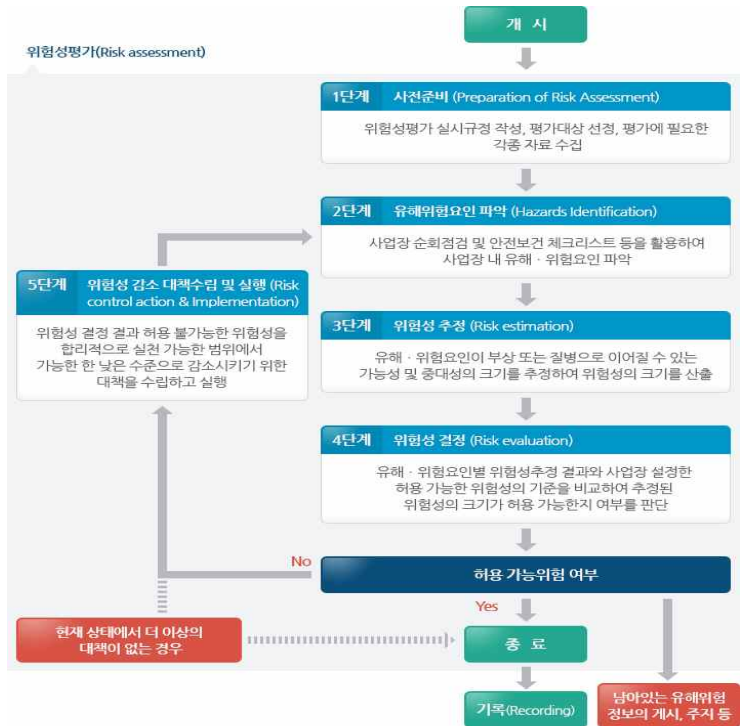 개 시
위험성평가(Risk assessment)
1단계 사전준비 (Preparation of Risk Assessment)
위험성평가 실시규정 작성, 평가대상 선정, 평가에 필요한
각종 자료 수집
2단계 유해위험요인 파악 (Hazards Identification)
사업장 순회점검 및 안전보건 체크리스트 등을 활용하여
사업장 내 유해 · 위험요인 파악
5단계 위험성 감소 대책수립 및 실행 (Risk
control action & Implementation)
위험성 결정 결과 허용 불가능한 위험성을
합리적으로 실천 가능한 범위에서
가능한 한 낮은 수준으로 감소시키기 위한
대책을 수립하고 실행
3단계 위험성 추정 (Risk estimation)
유해 · 위험요인이 부상 또는 질병으로 이어질 수 있는
가능성 및 중대성의 크기를 추정하여 위험성의 크기를 산출
4단계 위험성 결정 (Risk evaluation)
유해 · 위험요인별 위험성추정 결과와 사업장 설정한
허용 가능한 위험성의 기준을 비교하여 추정된
위험성의 크기가 허용 가능한지 여부를 판단
No
허용 가능위험 여부
Yes
현재 상태에서 더 이상의
대책이 없는 경우
종 료
기록(Recording)
남아있는 유해위험
정보의 게시, 주지 등